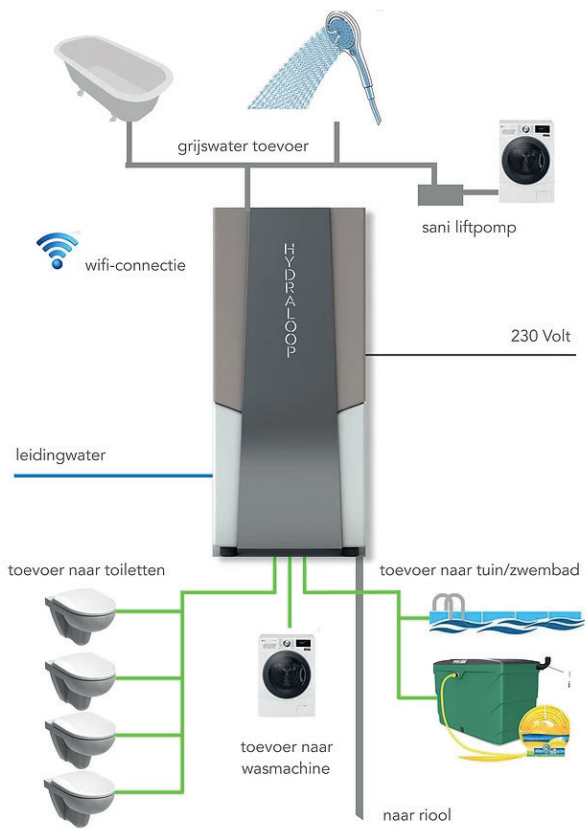 grijswater toevoer
sani liftpomp
wifi-connectie
HYDRALOOP
230 Volt
leidingwater
toevoer naar toiletten
toevoer naar tuin/zwembad
toevoer naar
wasmachine
naar riool